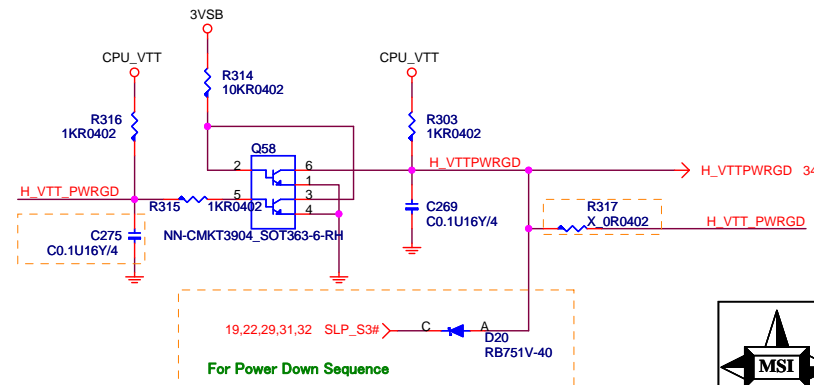 3VSB
CPU_VTT
CPU_VTT
R314
10KR0402
R316
1KR0402
R303
1KR0402
Q58
2
6
H_VTTPWRGD
H_VTTPWRGD 34
1
H_VTT_PWRGD
5
3
R315 1KR0402
4
R317
X_0R0402
H_VTT_PWRGD
C269
C0.1U16Y/4
C275
C0.1U16Y/4
NN-CMKT3904_SOT363-6-RH
19,22,29,31,32 SLP_S3#
C
A
D20
RB751V-40
For Power Down Sequence
MSI